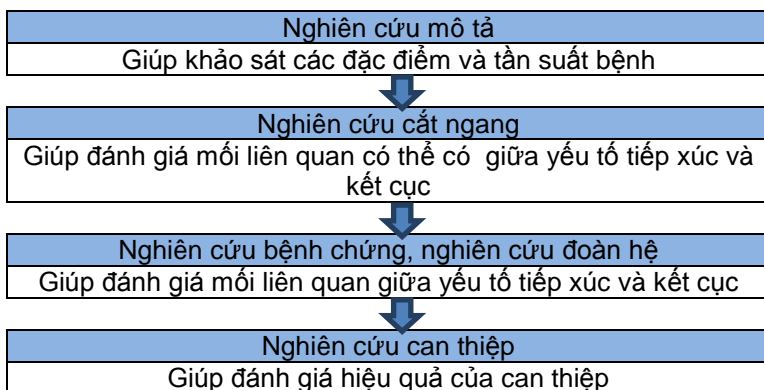 Nghiên cứu mô tả
Giúp khảo sát các đặc điểm và tần suất bệnh
Nghiên cứu cắt ngang
Giúp đánh giá mối liên quan có thể có giữa yếu tố tiếp xúc và
kết cục
Nghiên cứu bệnh chứng, nghiên cứu đoàn hệ
Giúp đánh giá mối liên quan giữa yếu tố tiếp xúc và kết cục
Nghiên cứu can thiệp
Giúp đánh giá hiệu quả của can thiệp